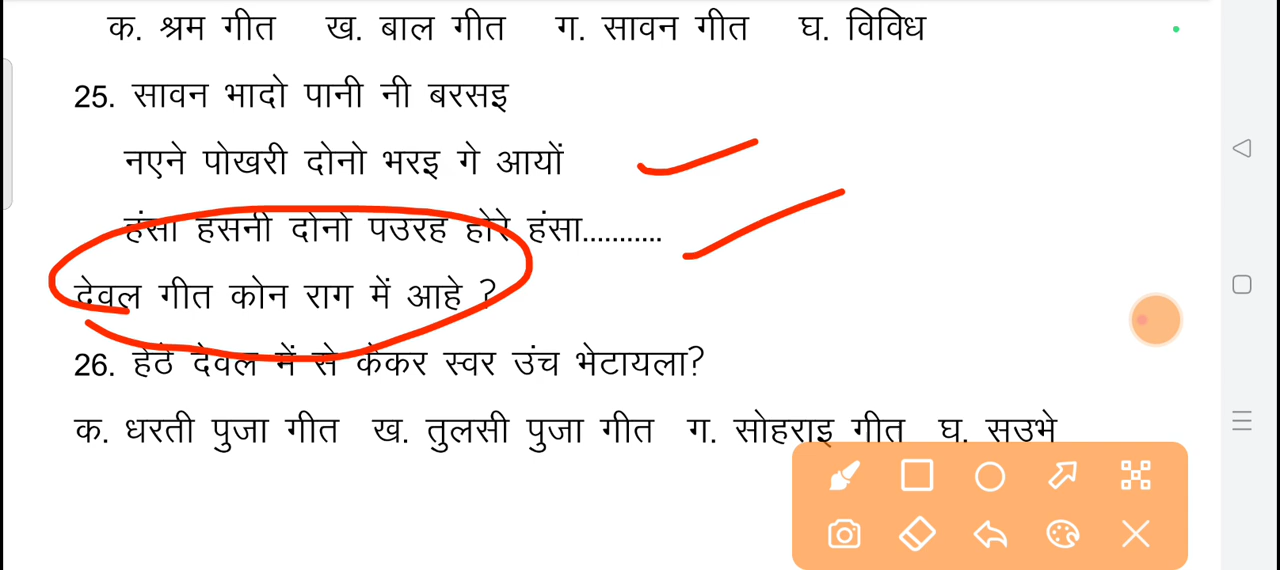 क. श्रम गीत ख. बाल गीत ग. सावन गीत घ. विविध
25. सावन भादो पानी नी बरसइ
नएने पोखरी दोनो भरइ गे आयों
हंसा हंसनी दोनो पउरह होरे हंसा...........
देवल गीत कोन राग में आहे ?
26. हेठे देवल में से केकर स्वर उंच भेटायला?
क. धरती पुजा गीत ख. तुलसी पुजा गीत ग. सोहराइ गीत घ. सउभे